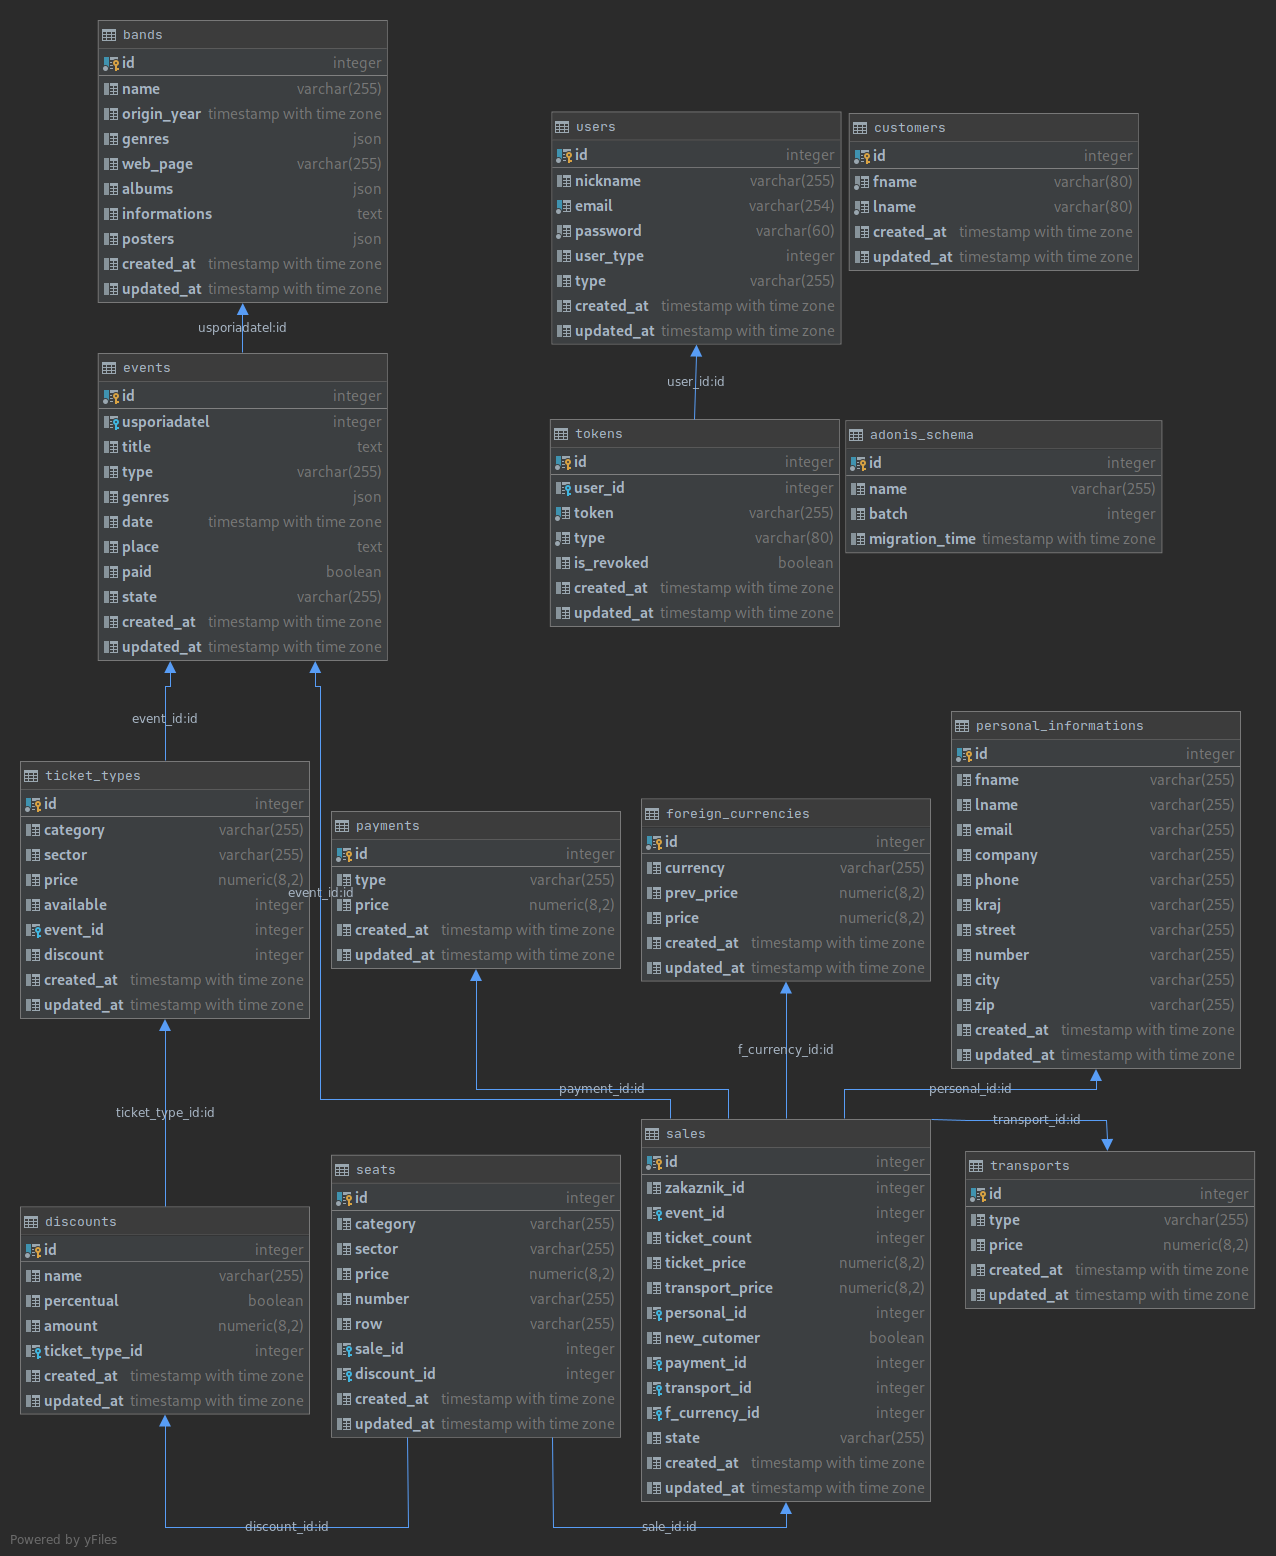 bands
id integer
name varchar(255)
origin_year timestamp with time zone
genres json
web_page varchar(255)
albums json
informations text
posters json
created_at timestamp with time zone
updated_at timestamp with time zone
usporiadatel:id
events
id integer
usporiadatel integer
title text
type varchar(255)
genres json
date timestamp with time zone
place text
paid boolean
state varchar(255)
created_at timestamp with time zone
updated_at timestamp with time zone
users
id integer
nickname varchar(255)
email varchar(254)
password varchar(60)
user_type integer
type varchar(255)
created_at timestamp with time zone
updated_at timestamp with time zone
customers
id integer
fname varchar(80)
lname varchar(80)
created_at timestamp with time zone
updated_at timestamp with time zone
user_id:id
tokens
id integer
user_id integer
token varchar(255)
type varchar(80)
is_revoked boolean
created_at timestamp with time zone
updated_at timestamp with time zone
adonis_schema
id integer
name varchar(255)
batch integer
migration_time timestamp with time zone
event_id:id
ticket_types
id integer
category varchar(255)
sector varchar(255)
price numeric(8,2)
available integer
event_id integer
discount integer
created_at timestamp with time zone
updated_at timestamp with time zone
event_id:id
payments
id integer
type varchar(255)
price numeric(8,2)
created_at timestamp with time zone
updated_at timestamp with time zone
foreign_currencies
id integer
currency varchar(255)
prev_price numeric(8,2)
price numeric(8,2)
created_at timestamp with time zone
updated_at timestamp with time zone
personal_informations
id integer
fname varchar(255)
lname varchar(255)
email varchar(255)
company varchar(255)
phone varchar(255)
kraj varchar(255)
street varchar(255)
number varchar(255)
city varchar(255)
zip varchar(255)
created_at timestamp with time zone
updated_at timestamp with time zone
f_currency_id:id
payment_id:id
personal_id:id
ticket_type_id:id
transport_id:id
discounts
id integer
name varchar(255)
percentual boolean
amount numeric(8,2)
ticket_type_id integer
created_at timestamp with time zone
updated_at timestamp with time zone
seats
id integer
category varchar(255)
sector varchar(255)
price numeric(8,2)
number varchar(255)
row varchar(255)
sale_id integer
discount_id integer
created_at timestamp with time zone
updated_at timestamp with time zone
sales
id integer
zakaznik_id integer
event_id integer
ticket_count integer
ticket_price numeric(8,2)
transport_price numeric(8,2)
personal_id integer
new_cutomer boolean
payment_id integer
transport_id integer
f_currency_id integer
state varchar(255)
created_at timestamp with time zone
updated_at timestamp with time zone
transports
id integer
type varchar(255)
price numeric(8,2)
created_at timestamp with time zone
updated_at timestamp with time zone
discount_id:id
sale_id:id
Powered by yFiles